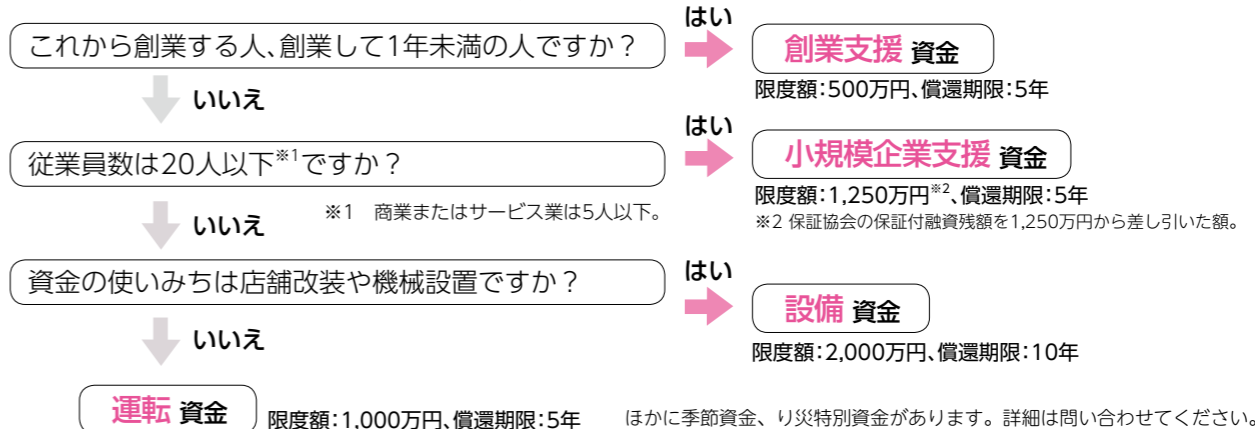 はい
これから創業する人、創業して1年未満の人ですか？
創業支援 資金
限度額：500万円、償還期限：5年
いいえ
はい
従業員数は20人以下※1ですか？
小規模企業支援 資金
限度額：1,250万円※2、償還期限：5年
※1　商業またはサービス業は5人以下。
※2 保証協会の保証付融資残額を1,250万円から差し引いた額。
いいえ
はい
資金の使いみちは店舗改装や機械設置ですか？
設備 資金
限度額：2,000万円、償還期限：10年
いいえ
運転 資金
限度額：1,000万円、償還期限：5年
ほかに季節資金、り災特別資金があります。詳細は問い合わせてください。